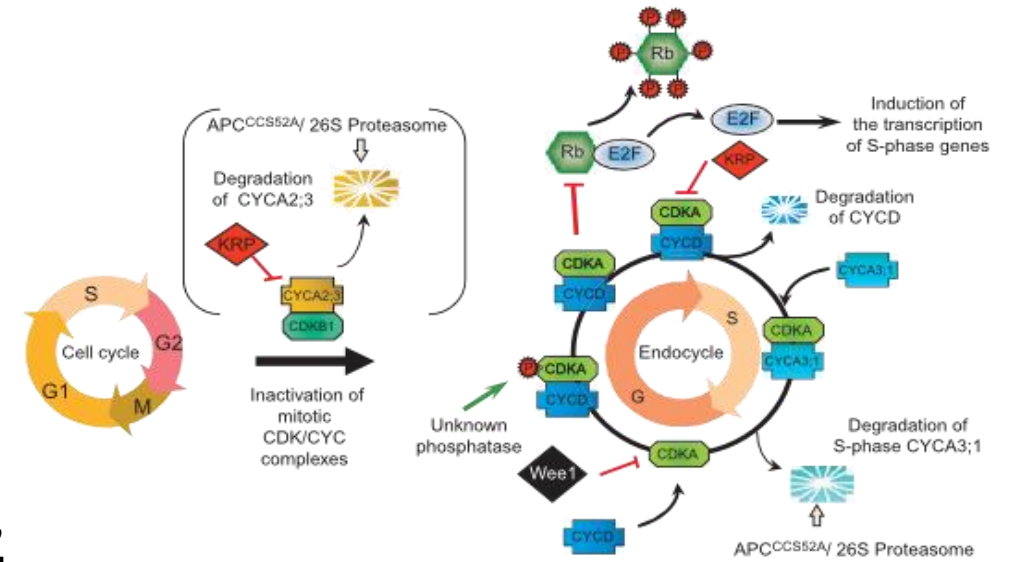 APCCCS52A/ 26S Proteasome
Degradation
of CYCA2;3
KRP
CYCA2;3
CDKB1
S
G2
M
G1
Cell cycle
Inactivation of
mitotic
CDK/CYC
complexes
P
P
P
P
P
P
Rb
Rb
E2F
E2F
Induction of
the transcription
of S-phase genes
KRP
CDKA
CYCD
Degradation
of CYCD
CYCA3;1
CDKA
CYCA3;1
CDKA
CYCD
P
CDKA
CYCD
Endocycle
S
G
Unknown
phosphatase
Wee1
CDKA
CYCD
Degradation of
S-phase CYCA3;1
APCCCS52A/ 26S Proteasome